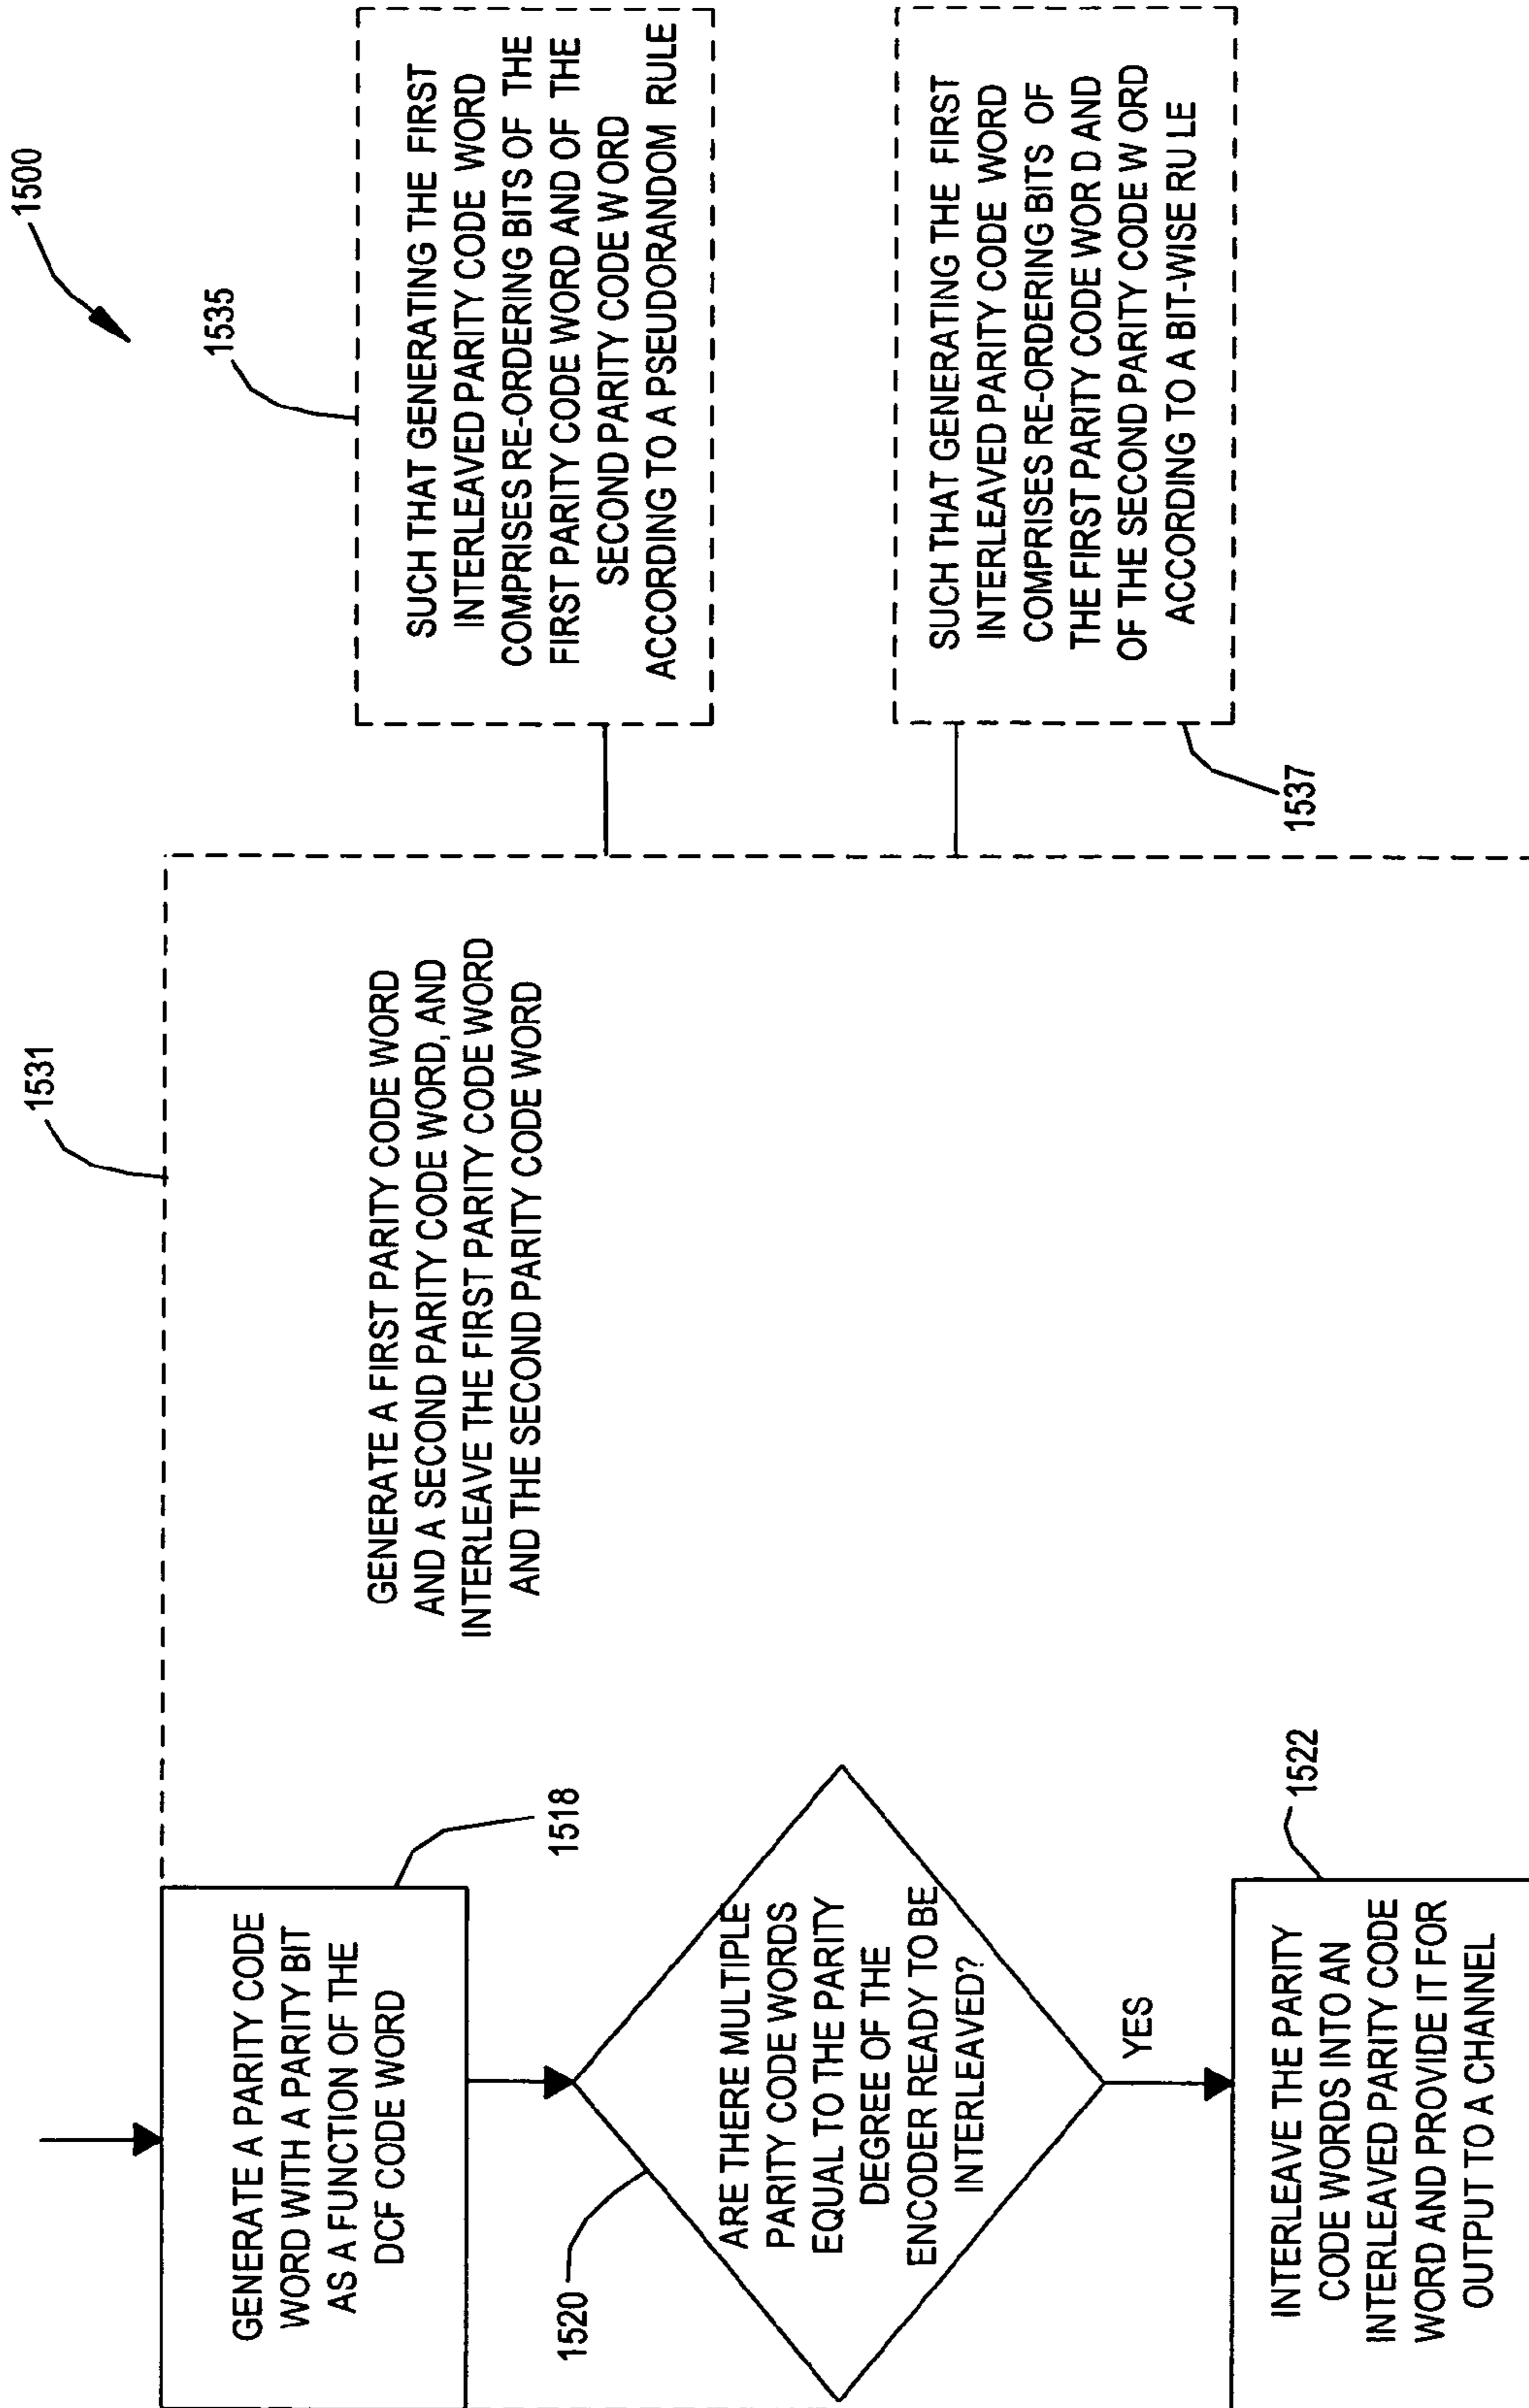 1500
1531
1535
GENERATE A PARITY CODE
WORD WITH A PARITY BIT
AS A FUNCTION OF THE
DCF CODE WORD
1518
GENERATE A FIRST PARITY CODE WORD
AND A SECOND PARITY CODE WORD, AND
INTERLEAVE THE FIRST PARITY CODE WORD
AND THE SECOND PARITY CODE WORD
SUCH THAT GENERATING THE FIRST
INTERLEAVED PARITY CODE WORD
COMPRISES RE-ORDERING BITS OF THE
FIRST PARITY CODE WORD AND OF THE
SECOND PARITY CODE W ORD
ACCORDING TO A PSEUDORANDOM RULE
1520
ARE THERE MULTIPLE
PARITY CODE WORDS
EQUAL TO THE PARITY
DEGREE OF THE
ENCODER READY TO BE
INTERLEAVED?
YES
SUCH THAT GENERATING THE FIRST
INTERLEAVED PARITY CODE WORD
COMPRISES RE-ORDERING BITS OF
THE FIRST PARITY CODE WOR D AND
OF THE SECOND PARITY CODE W ORD
ACCORDING TO A BIT-WISE RU LE
1537
1522
INTERLEAVE THE PARITY
CODE WORDS INTO AN
INTERLEAVED PARITY CODE
WORD AND PROVIDE IT FOR
OUTPUT TO A CHANNEL